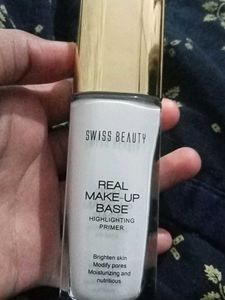 SWISS BEAUTY
REAL
MAKE-UP
BASE
HIGHLIGHTING
PRIMER
Brighten skin
Modify pores
Moisturizing and
nutritious